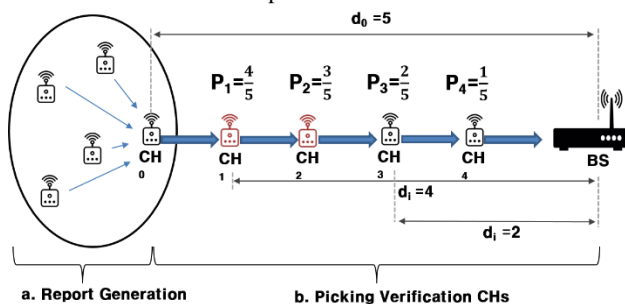 d₀ =5
P₁=4/5 P₂=3/5 P₃=2/5 P₄=1/5
CH CH CH CH CH BS
0 1 2 3 4
dᵢ =4
dᵢ =2
a. Report Generation b. Picking Verification CHs